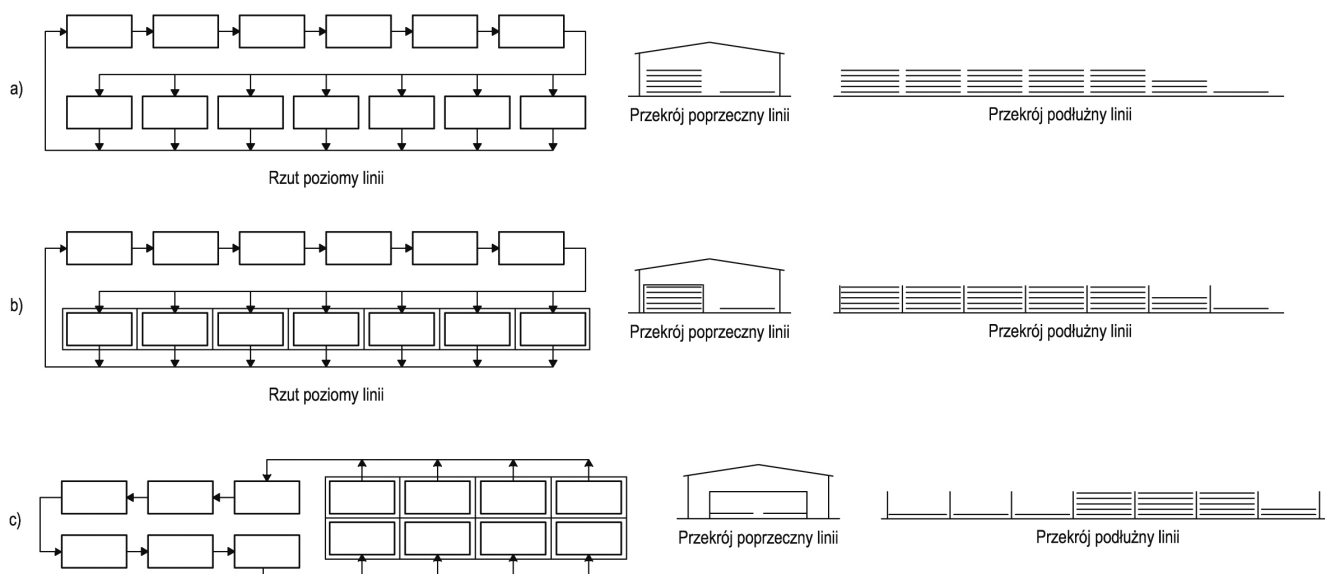 a)
Rzut poziomy linii
Przekrój poprzeczny linii
Przekrój podłużny linii
b)
Rzut poziomy linii
Przekrój poprzeczny linii
Przekrój podłużny linii
c)
Przekrój poprzeczny linii
Przekrój podłużny linii